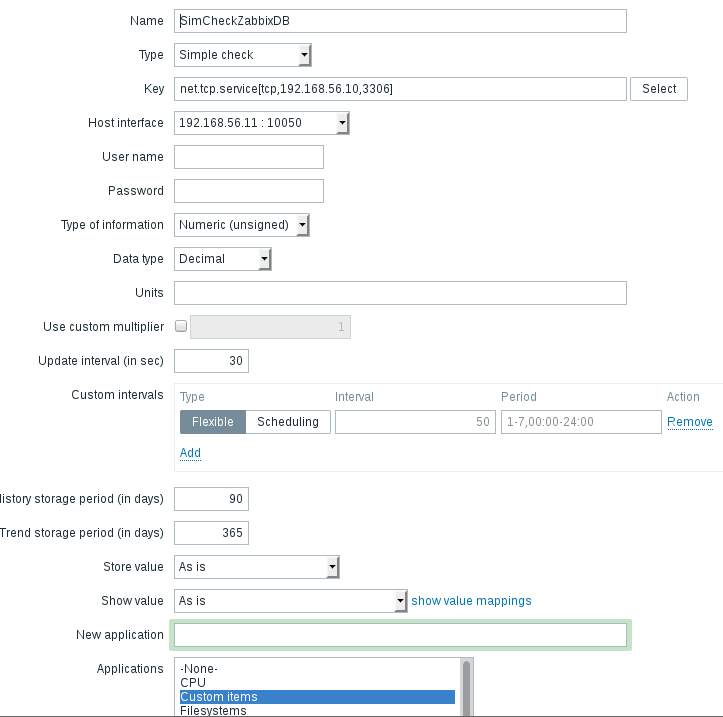 Name SimCheckZabbixDB
Type Simple check
Key net.tcp.service[tcp,192.168.56.10,3306] Select
Host interface 192.168.56.11 : 10050
User name
Password
Type of information Numeric (unsigned)
Data type Decimal
Units
Use custom multiplier 1
Update interval (in sec) 30
Custom intervals Type Interval Period Action
Flexible Scheduling 50 1-7,00:00-24:00 Remove
Add
istory storage period (in days) 90
Trend storage period (in days) 365
Store value As is
Show value As is show value mappings
New application
Applications -None-
CPU
Custom items
Filesystems